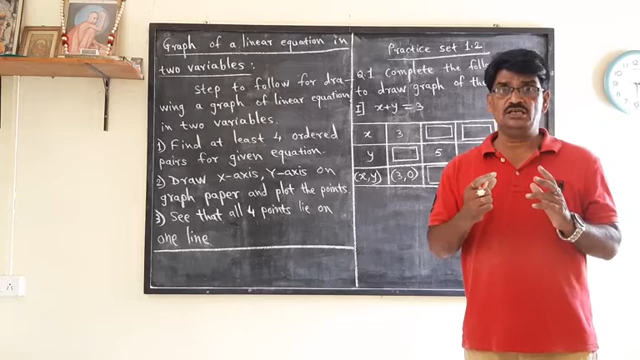 Graph of a linear equation in
two variables:
Step to follow for dra-
wing a graph of linear equation
in two variables.
1) Find at least 4 ordered
pairs for given equation.
2) Draw X-axis, Y-axis on
graph paper and plot the points
3) See that all 4 points lie on
one line
Practice set 1.2
Q.1 Complete the foll
to draw graph of the
I] x+y=3
x 3
y 5
(x,y) (3,0)